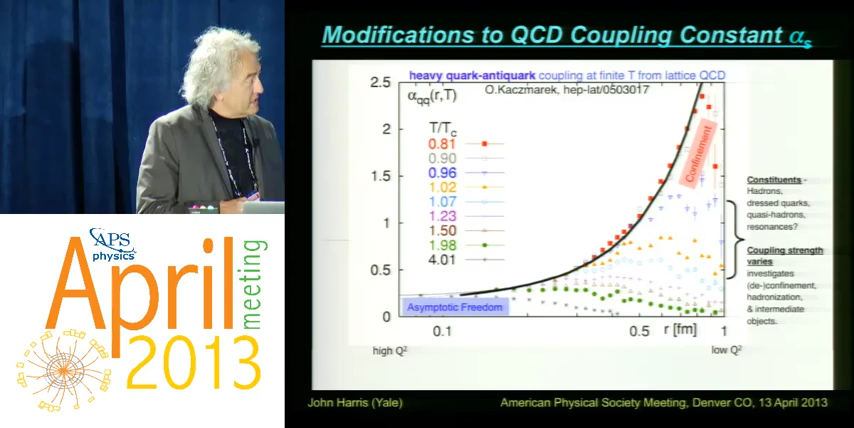 Modifications to QCD Coupling Constant αs
heavy quark-antiquark coupling at finite T from lattice QCD
O.Kaczmarek, hep-lat/0503017
αqq(r,T)
T/Tc
0.81
0.90
0.96
1.02
1.07
1.23
1.50
1.98
4.01
2.5
2
1.5
1
0.5
0
Confinement
Asymptotic Freedom
0.1
0.5
r [fm]
1
high Q²
low Q²
Constituents -
Hadrons,
dressed quarks,
quasi-hadrons,
resonances?
Coupling strength
varies
investigates
(de-)confinement,
hadronization,
& intermediate
objects.
John Harris (Yale)
American Physical Society Meeting, Denver CO, 13 April 2013
APS
physics
April
meeting
2013